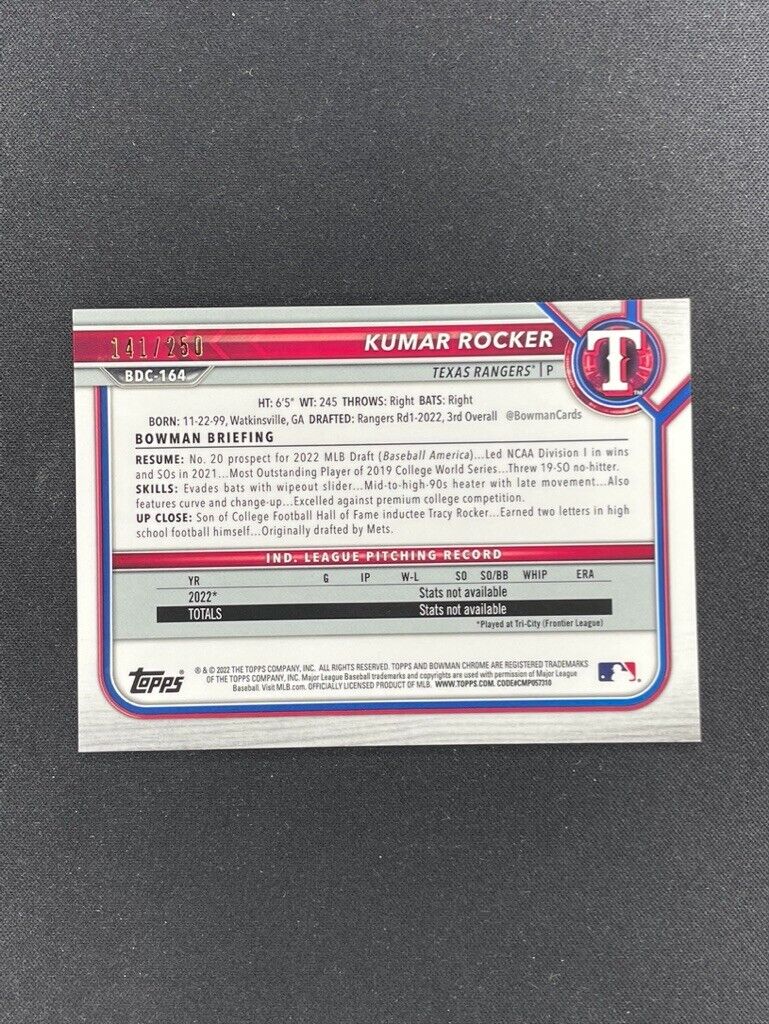 141/250
KUMAR ROCKER
BDC-164
TEXAS RANGERS® | P
T
TM
HT: 6'5" WT: 245 THROWS: Right BATS: Right
BORN: 11-22-99, Watkinsville, GA DRAFTED: Rangers Rd1-2022, 3rd Overall @BowmanCards
BOWMAN BRIEFING
RESUME: No. 20 prospect for 2022 MLB Draft (Baseball America)...Led NCAA Division I in wins
and SOs in 2021...Most Outstanding Player of 2019 College World Series...Threw 19-SO no-hitter.
SKILLS: Evades bats with wipeout slider...Mid-to-high-90s heater with late movement...Also
features curve and change-up...Excelled against premium college competition.
UP CLOSE: Son of College Football Hall of Fame inductee Tracy Rocker...Earned two letters in high
school football himself...Originally drafted by Mets.
IND. LEAGUE PITCHING RECORD
YR G IP W-L SO SO/BB WHIP ERA
2022* Stats not available
TOTALS Stats not available
*Played at Tri-City (Frontier League)
Topps®
® & © 2022 THE TOPPS COMPANY, INC. ALL RIGHTS RESERVED. TOPPS AND BOWMAN CHROME ARE REGISTERED TRADEMARKS
OF THE TOPPS COMPANY, INC. Major League Baseball trademarks and copyrights are used with permission of Major League
Baseball. Visit MLB.com. OFFICIALLY LICENSED PRODUCT OF MLB. WWW.TOPPS.COM. CODE#CMP057310